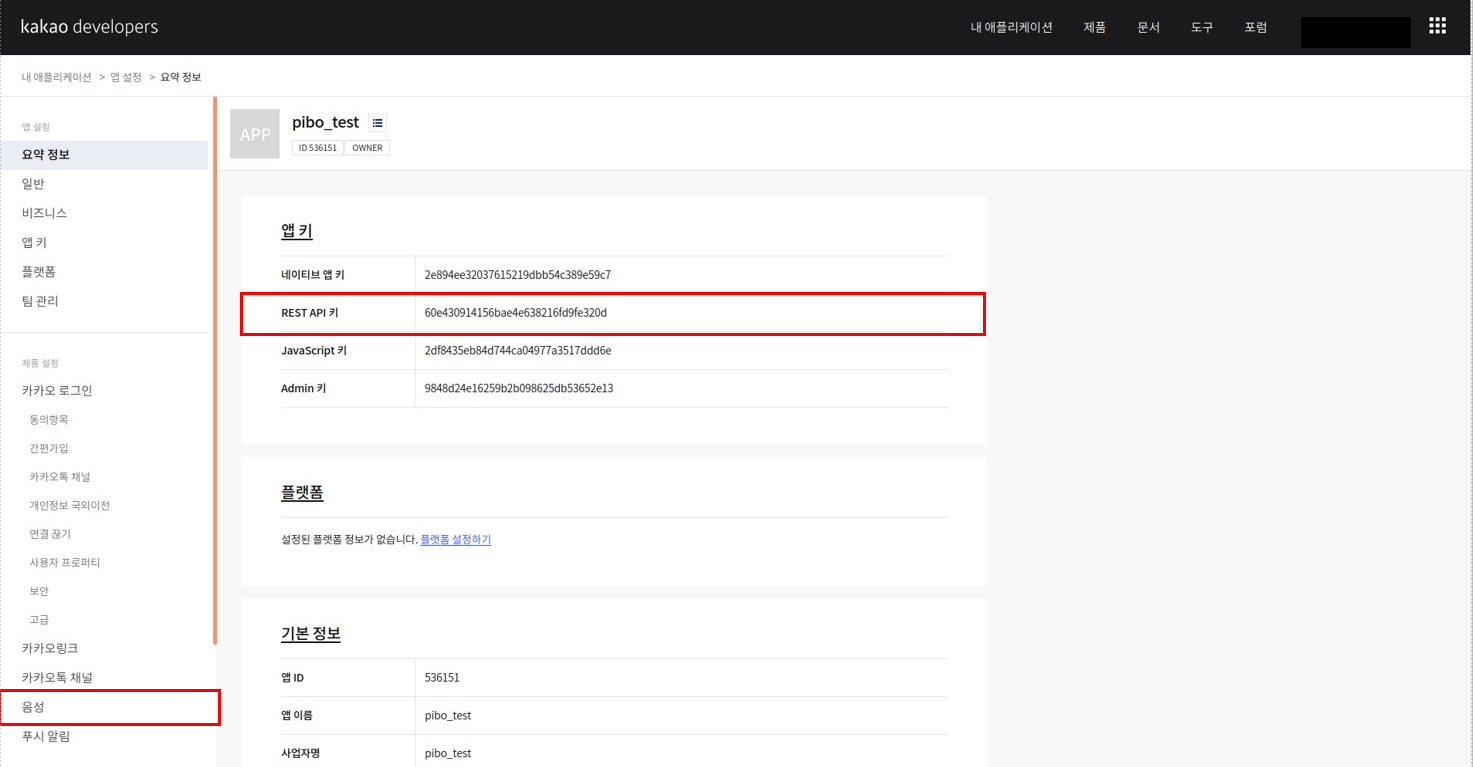 kakao developers
내 애플리케이션 제품 문서 도구 포럼
내 애플리케이션 > 앱 설정 > 요약 정보
앱 설정
요약 정보
일반
비즈니스
앱 키
플랫폼
팀 관리
제품 설정
카카오 로그인
동의항목
간편가입
카카오톡 채널
개인정보 국외이전
연결 끊기
사용자 프로퍼티
보안
고급
카카오링크
카카오톡 채널
음성
푸시 알림
APP
pibo_test
ID 536151 OWNER
앱 키
네이티브 앱 키 2e894ee32037615219dbb54c389e59c7
REST API 키 60e430914156bae4e638216fd9fe320d
JavaScript 키 2df8435eb84d744ca04977a3517ddd6e
Admin 키 9848d24e16259b2b098625db53652e13
플랫폼
설정된 플랫폼 정보가 없습니다. 플랫폼 설정하기
기본 정보
앱 ID 536151
앱 이름 pibo_test
사업자명 pibo_test